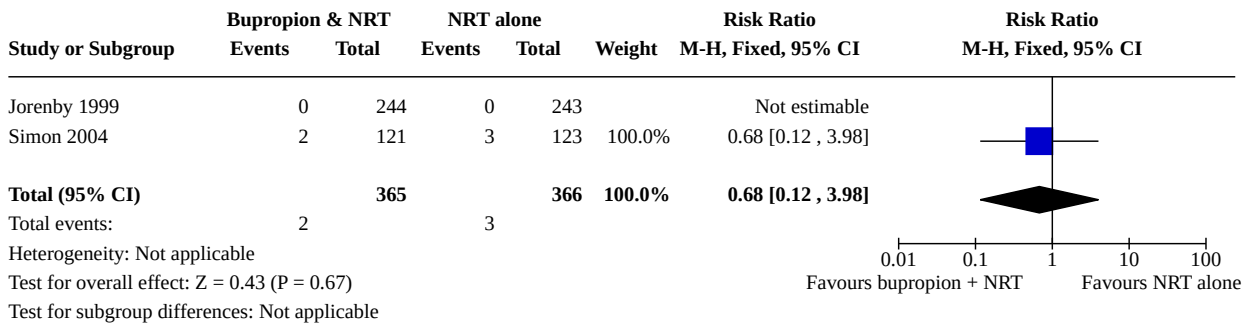 Bupropion & NRT NRT alone Risk Ratio Risk Ratio
Study or Subgroup Events Total Events Total Weight M-H, Fixed, 95% CI M-H, Fixed, 95% CI
Jorenby 1999 0 244 0 243 Not estimable
Simon 2004 2 121 3 123 100.0% 0.68 [0.12 , 3.98]
Total (95% CI) 365 366 100.0% 0.68 [0.12 , 3.98]
Total events: 2 3
Heterogeneity: Not applicable
0.01 0.1 1 10 100
Test for overall effect: Z = 0.43 (P = 0.67) Favours bupropion + NRT Favours NRT alone
Test for subgroup differences: Not applicable